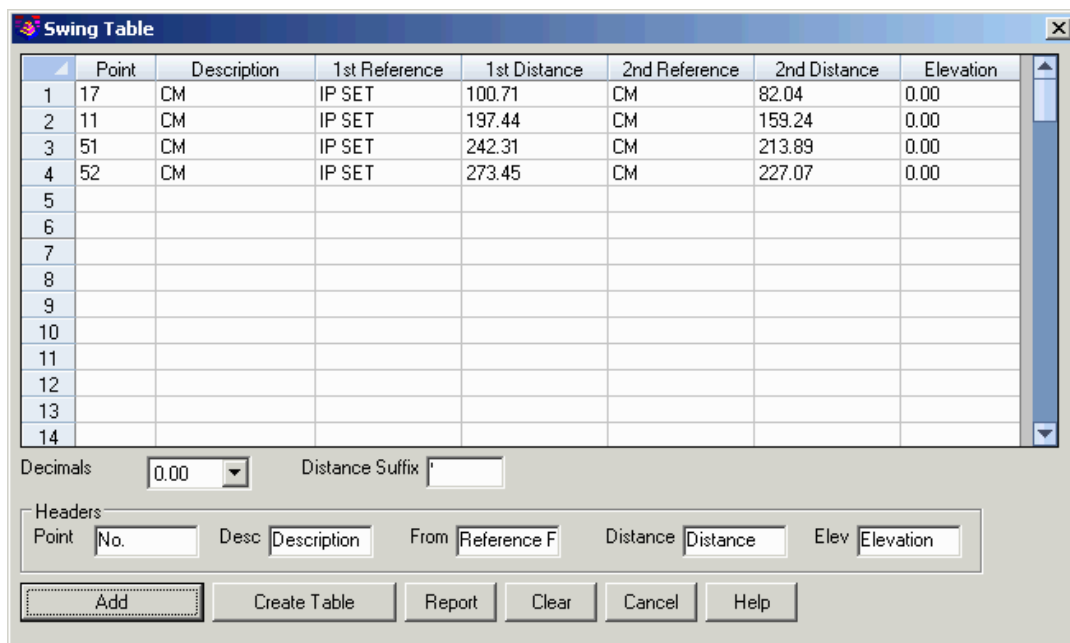 Swing Table
Point Description 1st Reference 1st Distance 2nd Reference 2nd Distance Elevation
1 17 CM IP SET 100.71 CM 82.04 0.00
2 11 CM IP SET 197.44 CM 159.24 0.00
3 51 CM IP SET 242.31 CM 213.89 0.00
4 52 CM IP SET 273.45 CM 227.07 0.00
5
6
7
8
9
10
11
12
13
14
Decimals 0.00 Distance Suffix '
Headers
Point No. Desc Description From Reference F Distance Distance Elev Elevation
Add Create Table Report Clear Cancel Help